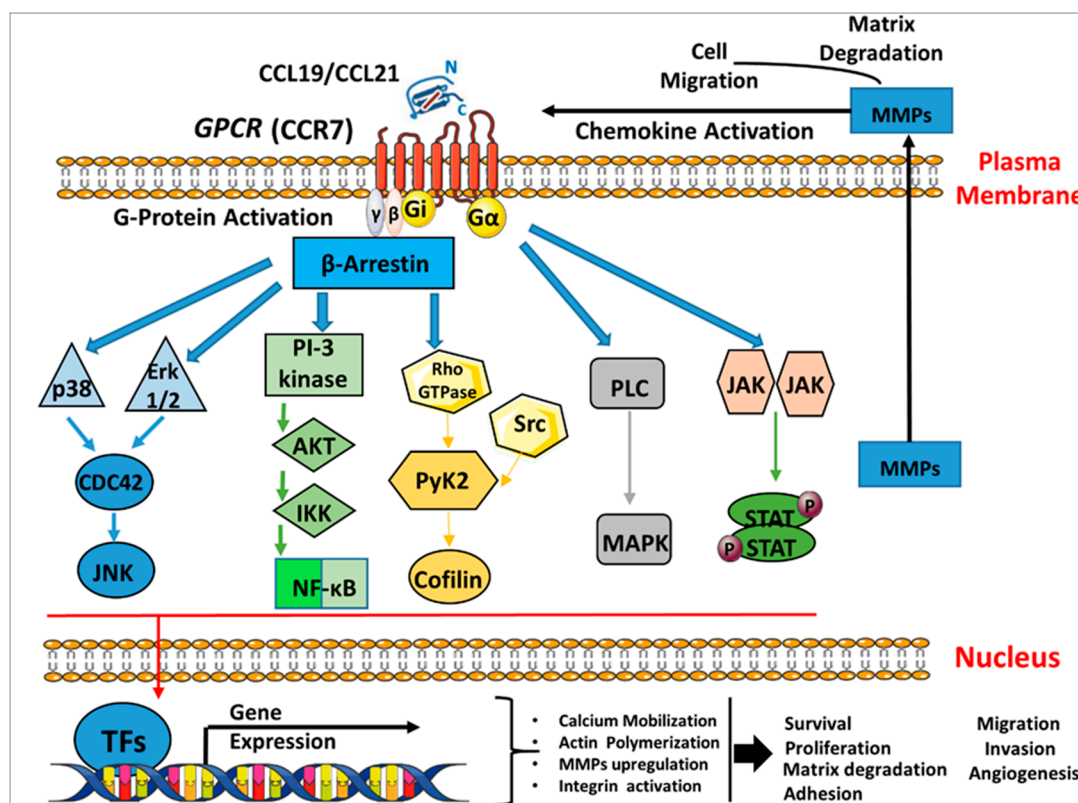 Matrix
Degradation
Cell
Migration
CCL19/CCL21
N
C
MMPs
GPCR (CCR7)
Chemokine Activation
Plasma
Membrane
G-Protein Activation
γ
β
Gi
Gα
β-Arrestin
p38
Erk
1/2
PI-3
kinase
Rho
GTPase
PLC
JAK
JAK
Src
AKT
CDC42
PyK2
MMPs
IKK
STAT
P
P
STAT
JNK
NF-κB
Cofilin
MAPK
Nucleus
TFs
Gene
Expression
• Calcium Mobilization
• Actin Polymerization
• MMPs upregulation
• Integrin activation
Survival
Proliferation
Matrix degradation
Adhesion
Migration
Invasion
Angiogenesis